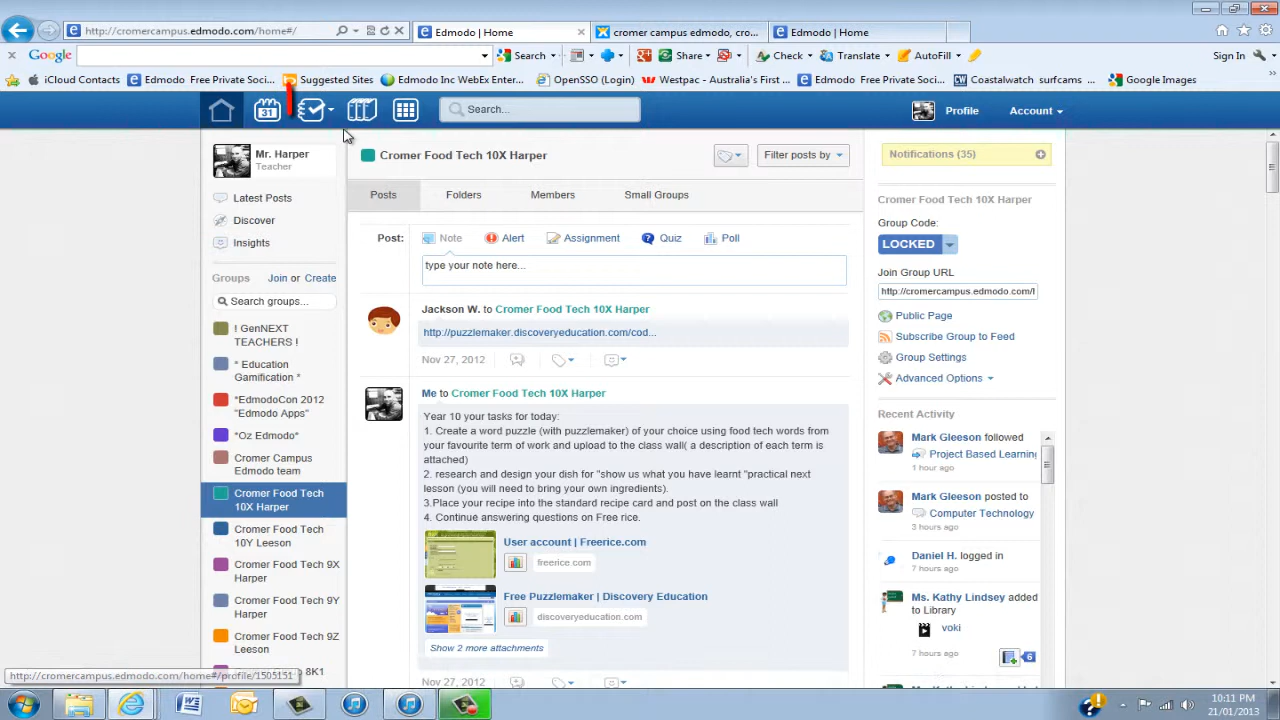 http://cromercampus.edmodo.com/home#/
Edmodo | Home
cromer campus edmodo, cro...
Edmodo | Home
Google
Search
Share
Check
Translate
AutoFill
Sign In
iCloud Contacts
Edmodo Free Private Soci...
Suggested Sites
Edmodo Inc WebEx Enter...
OpenSSO (Login)
Westpac - Australia's First ...
Edmodo Free Private Soci...
Coastalwatch surfcams ...
Google Images
31
Search...
Profile
Account
Mr. Harper
Teacher
Latest Posts
Discover
Insights
Groups Join or Create
Search groups...
! GenNEXT
TEACHERS !
* Education
Gamification *
*EdmodoCon 2012
"Edmodo Apps"
*Oz Edmodo*
Cromer Campus
Edmodo team
Cromer Food Tech
10X Harper
Cromer Food Tech
10Y Leeson
Cromer Food Tech 9X
Harper
Cromer Food Tech 9Y
Harper
Cromer Food Tech 9Z
Leeson
8K1
Cromer Food Tech 10X Harper
Filter posts by
Posts
Folders
Members
Small Groups
Post: Note Alert Assignment Quiz Poll
type your note here...
Jackson W. to Cromer Food Tech 10X Harper
http://puzzlemaker.discoveryeducation.com/cod...
Nov 27, 2012
Me to Cromer Food Tech 10X Harper
Year 10 your tasks for today:
1. Create a word puzzle (with puzzlemaker) of your choice using food tech words from
your favourite term of work and upload to the class wall( a description of each term is
attached)
2. research and design your dish for "show us what you have learnt "practical next
lesson (you will need to bring your own ingredients).
3.Place your recipe into the standard recipe card and post on the class wall
4. Continue answering questions on Free rice.
User account | Freerice.com
freerice.com
Free Puzzlemaker | Discovery Education
discoveryeducation.com
Show 2 more attachments
Nov 27, 2012
Notifications (35)
Cromer Food Tech 10X Harper
Group Code:
LOCKED
Join Group URL
http://cromercampus.edmodo.com/
Public Page
Subscribe Group to Feed
Group Settings
Advanced Options
Recent Activity
Mark Gleeson followed
Project Based Learning
1 hour ago
Mark Gleeson posted to
Computer Technology
3 hours ago
Daniel H. logged in
7 hours ago
Ms. Kathy Lindsey added
to Library
voki
7 hours ago
6
http://cromercampus.edmodo.com/home#/profile/1505151
10:11 PM
21/01/2013